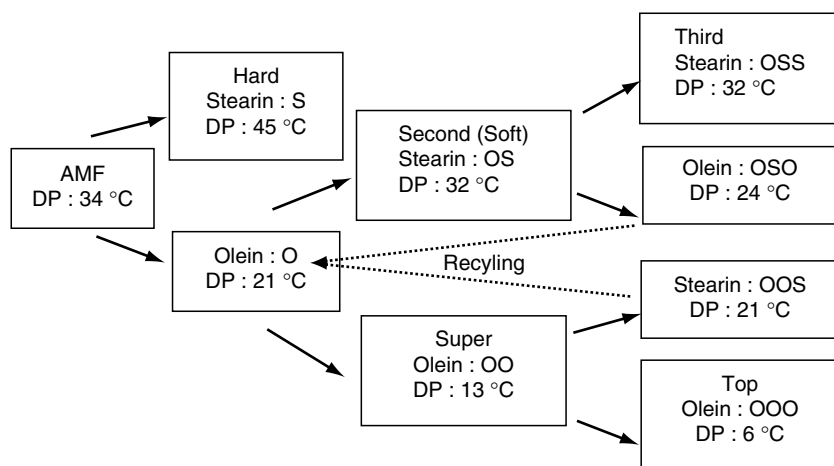 AMF
DP : 34 °C
Hard
Stearin : S
DP : 45 °C
Olein : O
DP : 21 °C
Second (Soft)
Stearin : OS
DP : 32 °C
Recyling
Super
Olein : OO
DP : 13 °C
Third
Stearin : OSS
DP : 32 °C
Olein : OSO
DP : 24 °C
Stearin : OOS
DP : 21 °C
Top
Olein : OOO
DP : 6 °C